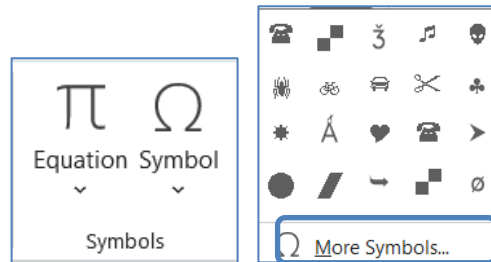 π Ω
Equation Symbol
Symbols
Ǯ
Á
ø
Ω More Symbols...